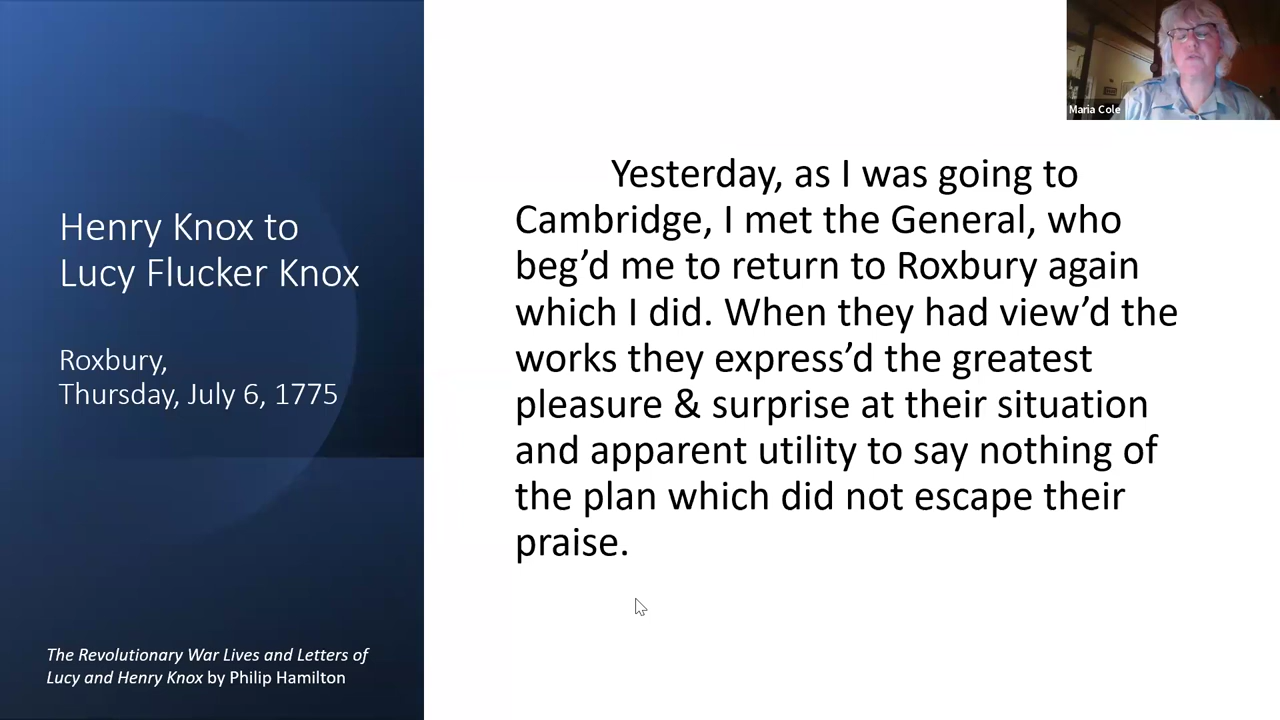 Henry Knox to
Lucy Flucker Knox
Roxbury,
Thursday, July 6, 1775
The Revolutionary War Lives and Letters of
Lucy and Henry Knox by Philip Hamilton
Yesterday, as I was going to
Cambridge, I met the General, who
beg’d me to return to Roxbury again
which I did. When they had view’d the
works they express’d the greatest
pleasure & surprise at their situation
and apparent utility to say nothing of
the plan which did not escape their
praise.
Maria Cole